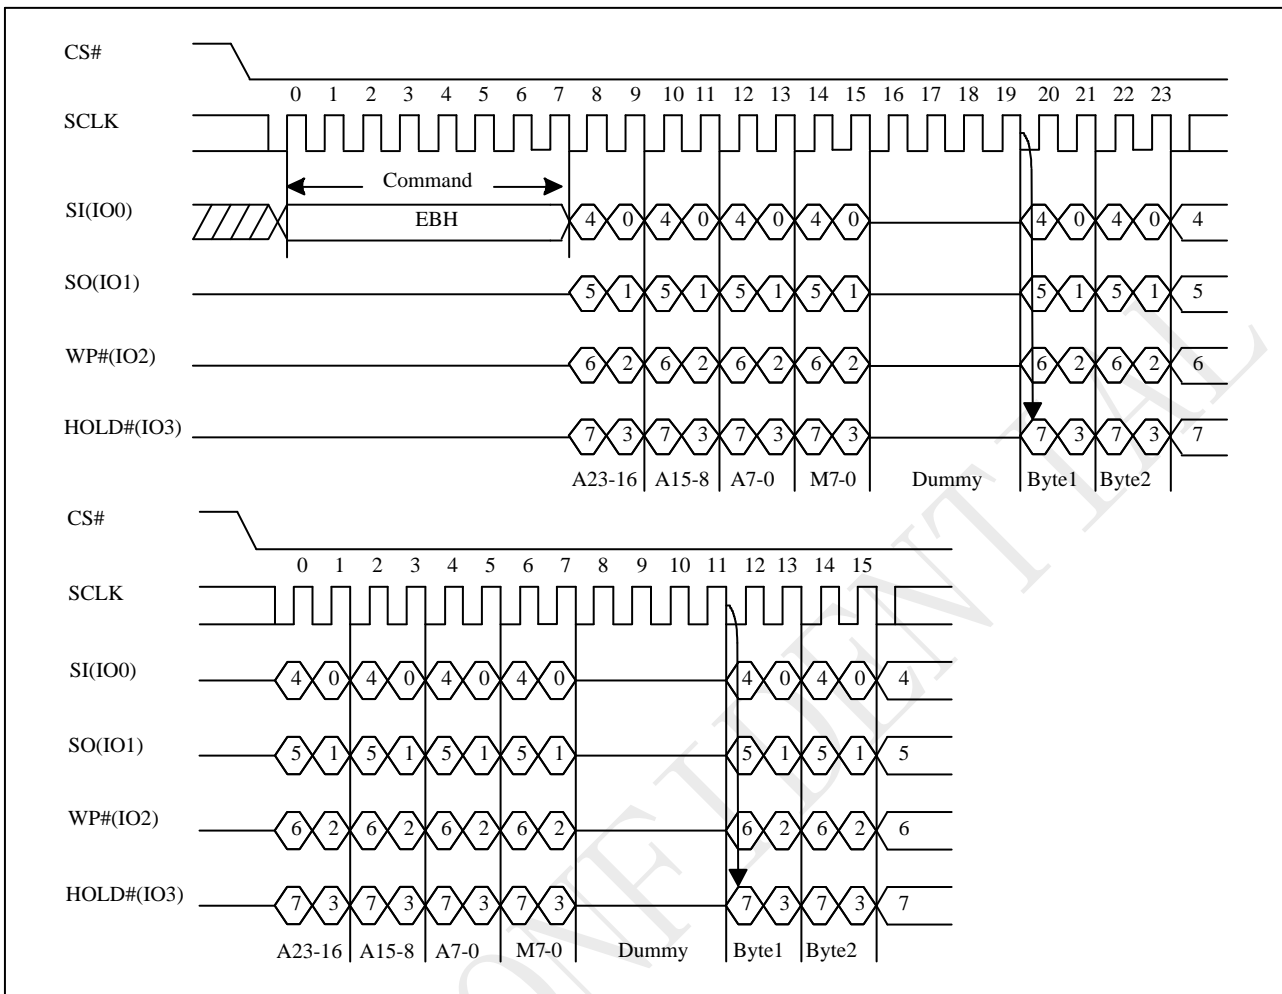 CS#
0 1 2 3 4 5 6 7 8 9 10 11 12 13 14 15 16 17 18 19 20 21 22 23
SCLK
Command
SI(IO0) EBH 4 0 4 0 4 0 4 0 4 0 4 0 4
SO(IO1) 5 1 5 1 5 1 5 1 5 1 5 1 5
WP#(IO2) 6 2 6 2 6 2 6 2 6 2 6 2 6
HOLD#(IO3) 7 3 7 3 7 3 7 3 7 3 7 3 7
A23-16 A15-8 A7-0 M7-0 Dummy Byte1 Byte2
CS#
0 1 2 3 4 5 6 7 8 9 10 11 12 13 14 15
SCLK
SI(IO0) 4 0 4 0 4 0 4 0 4 0 4 0 4
SO(IO1) 5 1 5 1 5 1 5 1 5 1 5 1 5
WP#(IO2) 6 2 6 2 6 2 6 2 6 2 6 2 6
HOLD#(IO3) 7 3 7 3 7 3 7 3 7 3 7 3 7
A23-16 A15-8 A7-0 M7-0 Dummy Byte1 Byte2
ONFIDENTIAL